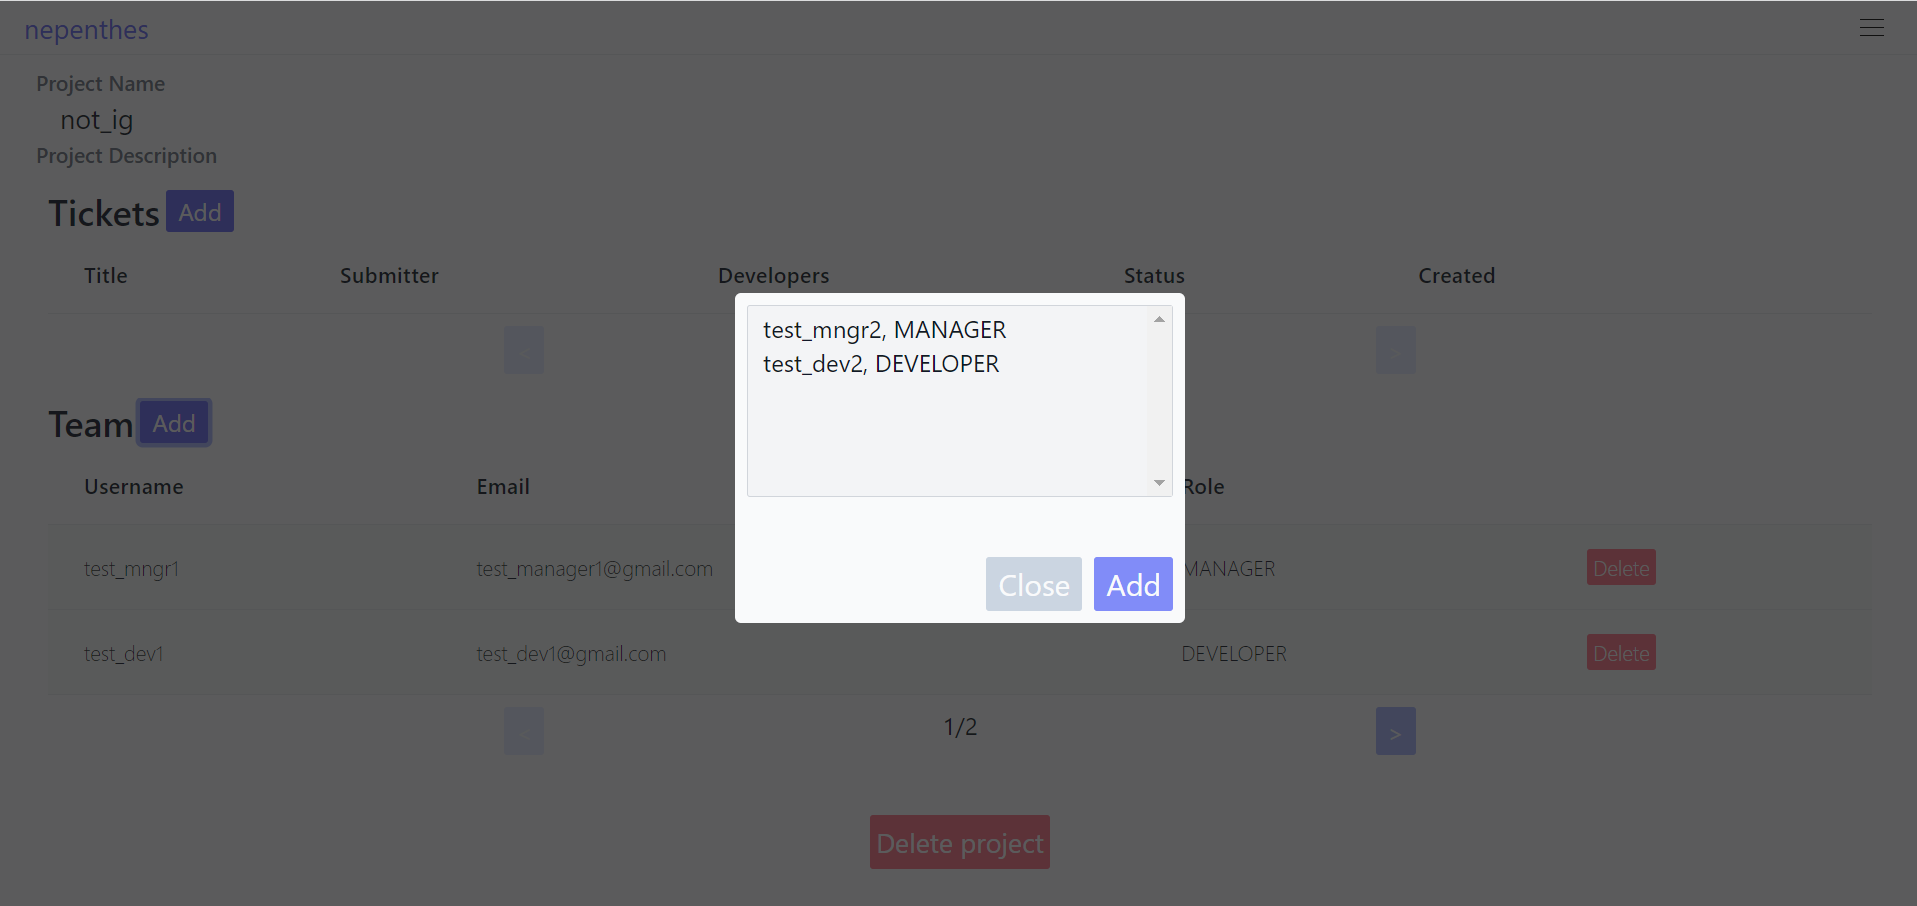 nepenthes
Project Name
not_ig
Project Description
Tickets Add
Title Submitter Developers Status Created
< >
Team Add
Username Email Role
test_mngr1 test_manager1@gmail.com MANAGER Delete
test_dev1 test_dev1@gmail.com DEVELOPER Delete
< 1/2 >
Delete project
test_mngr2, MANAGER
test_dev2, DEVELOPER
Close Add